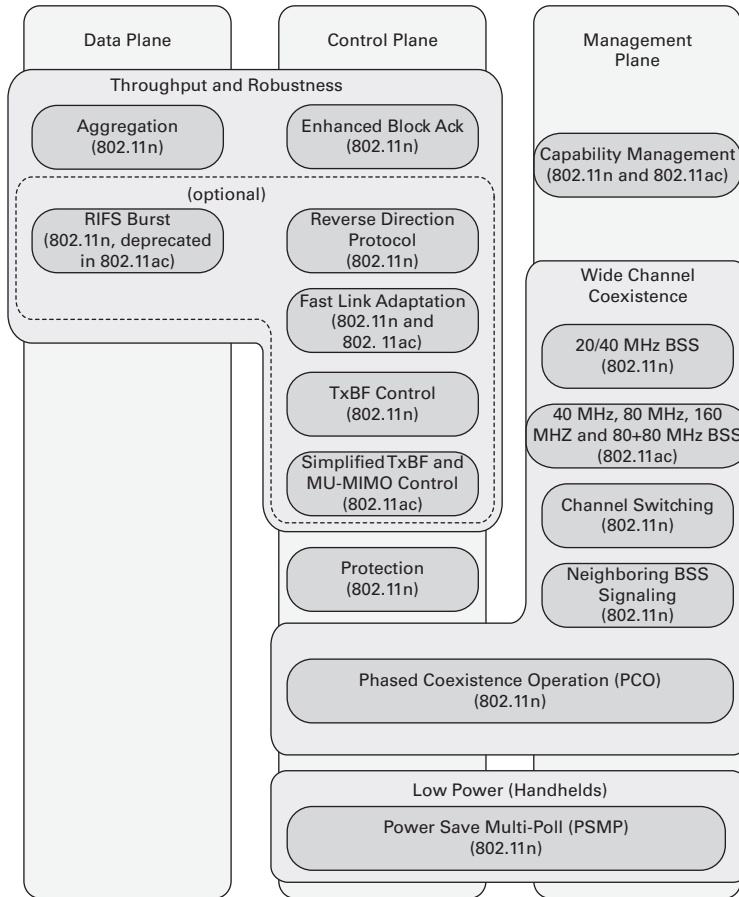 Data Plane
Control Plane
Management
Plane
Throughput and Robustness
Aggregation
(802.11n)
Enhanced Block Ack
(802.11n)
Capability Management
(802.11n and 802.11ac)
(optional)
RIFS Burst
(802.11n, deprecated
in 802.11ac)
Reverse Direction
Protocol
(802.11n)
Wide Channel
Coexistence
Fast Link Adaptation
(802.11n and
802. 11ac)
20/40 MHz BSS
(802.11n)
TxBF Control
(802.11n)
40 MHz, 80 MHz, 160
MHZ and 80+80 MHz BSS
(802.11ac)
Simplified TxBF and
MU-MIMO Control
(802.11ac)
Channel Switching
(802.11n)
Protection
(802.11n)
Neighboring BSS
Signaling
(802.11n)
Phased Coexistence Operation (PCO)
(802.11n)
Low Power (Handhelds)
Power Save Multi-Poll (PSMP)
(802.11n)